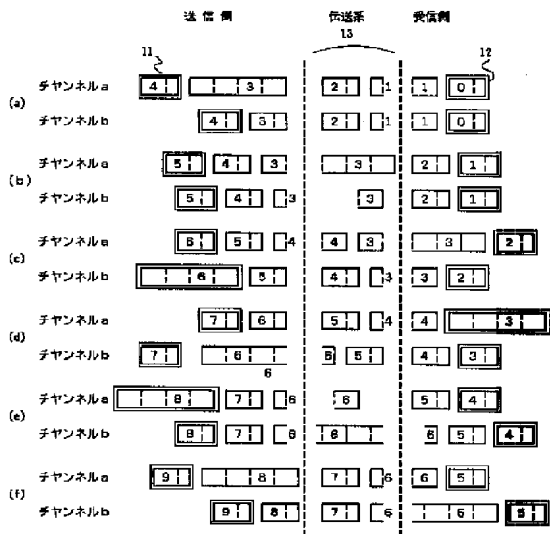 送信側 伝送系 受信側
11 13 12
(a) チャンネルa 4 3 2 1 1 0
チャンネルb 4 3 2 1 1 0
(b) チャンネルa 5 4 3 3 2 1
チャンネルb 5 4 3 3 2 1
(c) チャンネルa 6 5 4 4 3 3 2
チャンネルb 6 5 4 3 3 2
(d) チャンネルa 7 6 5 4 4 3
チャンネルb 7 6 6 5 4 3
6
(e) チャンネルa 8 7 6 6 5 4
チャンネルb 8 7 6 6 6 5 4
(f) チャンネルa 9 8 7 6 6 5
チャンネルb 9 8 7 6 6 5